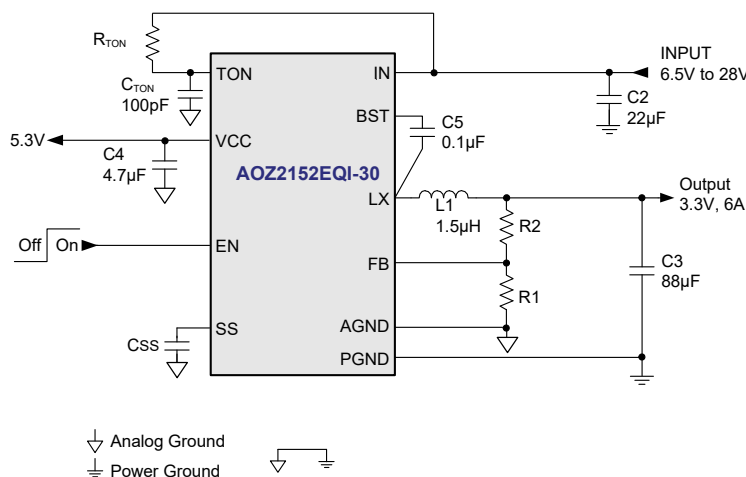 R_TON
INPUT
6.5V to 28V
TON
IN
C_TON
100pF
C2
22µF
BST
C5
0.1µF
5.3V
VCC
C4
4.7µF
AOZ2152EQI-30
LX
L1
1.5µH
Output
3.3V, 6A
R2
Off
On
EN
FB
C3
88µF
R1
SS
CSS
AGND
PGND
Analog Ground
Power Ground